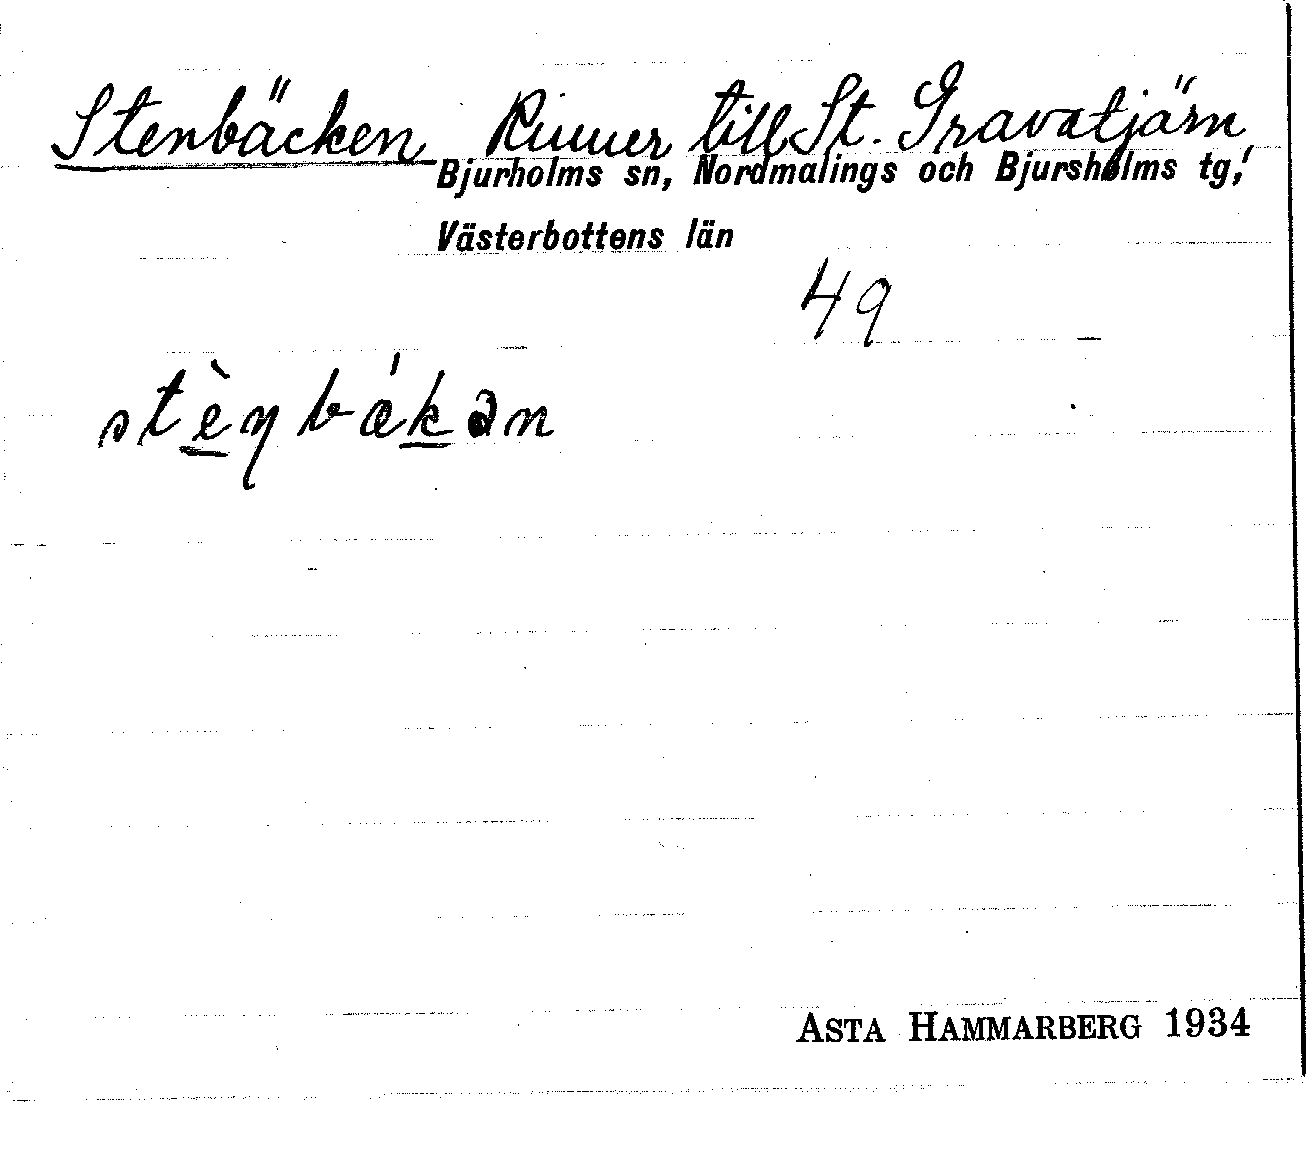 Stenbäcken Rinner till St. Gravatjärn
Bjurholms sn, Nordmalings och Bjursholms tg,
Västerbottens län
49
stèŋbákən
ASTA HAMMARBERG 1934